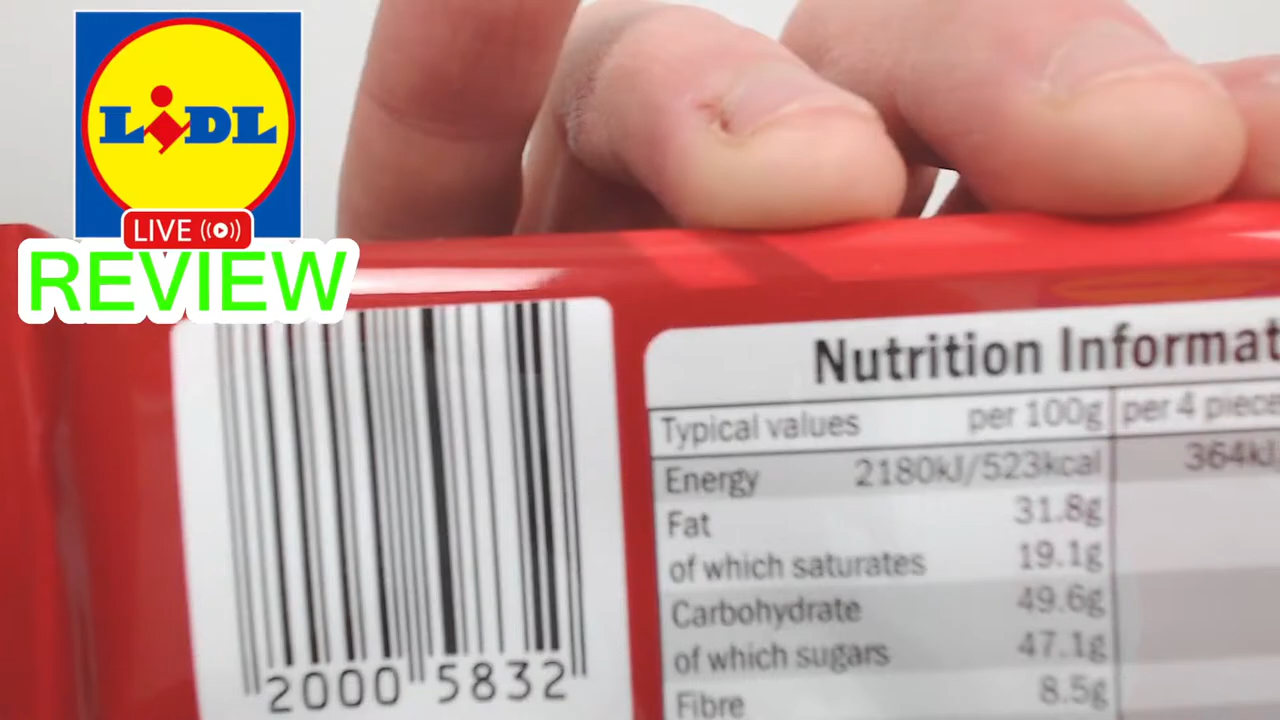 LIDL
LIVE
REVIEW
Nutrition Informat
Typical values per 100g per 4 piece
Energy 2180kJ/523kcal 364kJ
Fat 31.8g
of which saturates 19.1g
Carbohydrate 49.6g
of which sugars 47.1g
Fibre 8.5g
2000 5832